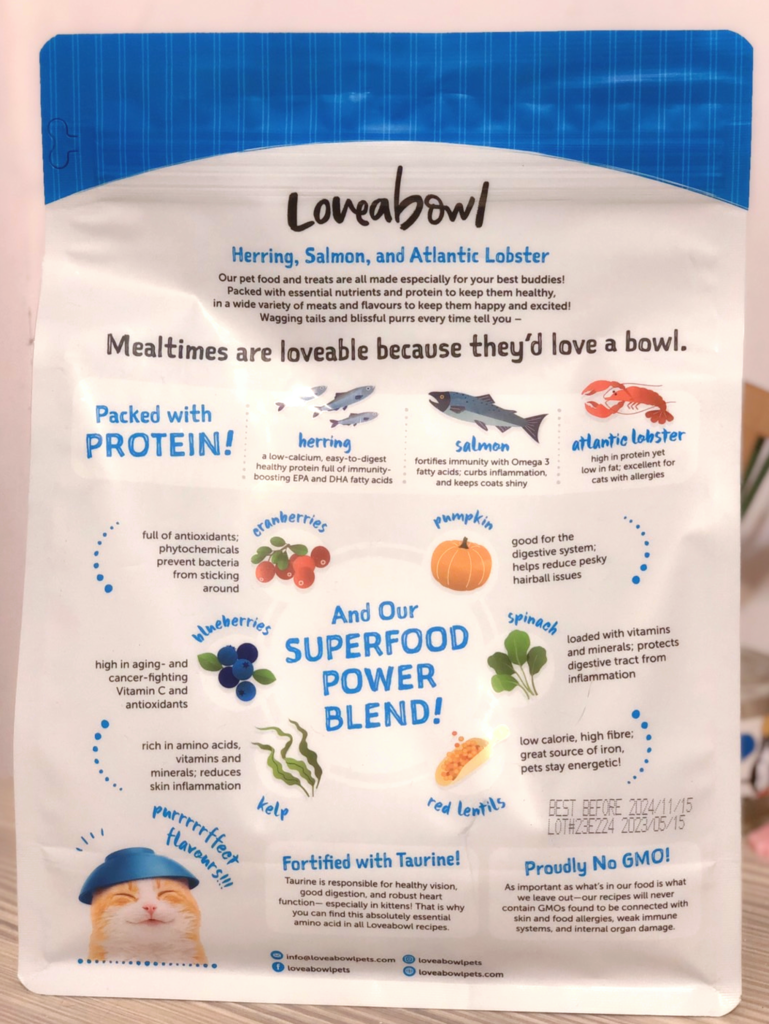 Loveabowl
Herring, Salmon, and Atlantic Lobster
Our pet food and treats are all made especially for your best buddies!
Packed with essential nutrients and protein to keep them healthy,
in a wide variety of meats and flavours to keep them happy and excited!
Wagging tails and blissful purrs every time tell you –
Mealtimes are loveable because they'd love a bowl.
Packed with
PROTEIN!
herring
a low-calcium, easy-to-digest
healthy protein full of immunity-
boosting EPA and DHA fatty acids
salmon
fortifies immunity with Omega 3
fatty acids; curbs inflammation,
and keeps coats shiny
atlantic lobster
high in protein yet
low in fat; excellent for
cats with allergies
cranberries
full of antioxidants;
phytochemicals
prevent bacteria
from sticking
around
pumpkin
good for the
digestive system;
helps reduce pesky
hairball issues
And Our
SUPERFOOD
POWER
BLEND!
blueberries
high in aging- and
cancer-fighting
Vitamin C and
antioxidants
spinach
loaded with vitamins
and minerals; protects
digestive tract from
inflammation
rich in amino acids,
vitamins and
minerals; reduces
skin inflammation
kelp
low calorie, high fibre;
great source of iron,
pets stay energetic!
red lentils
BEST BEFORE 2024/11/15
LOT#23E224 2023/05/15
purrrrrffect
flavours!!!
Fortified with Taurine!
Taurine is responsible for healthy vision,
good digestion, and robust heart
function— especially in kittens! That is why
you can find this absolutely essential
amino acid in all Loveabowl recipes.
Proudly No GMO!
As important as what's in our food is what
we leave out—our recipes will never
contain GMOs found to be connected with
skin and food allergies, weak immune
systems, and internal organ damage.
info@loveabowlpets.com
loveabowlpets
loveabowlpets
loveabowlpets.com